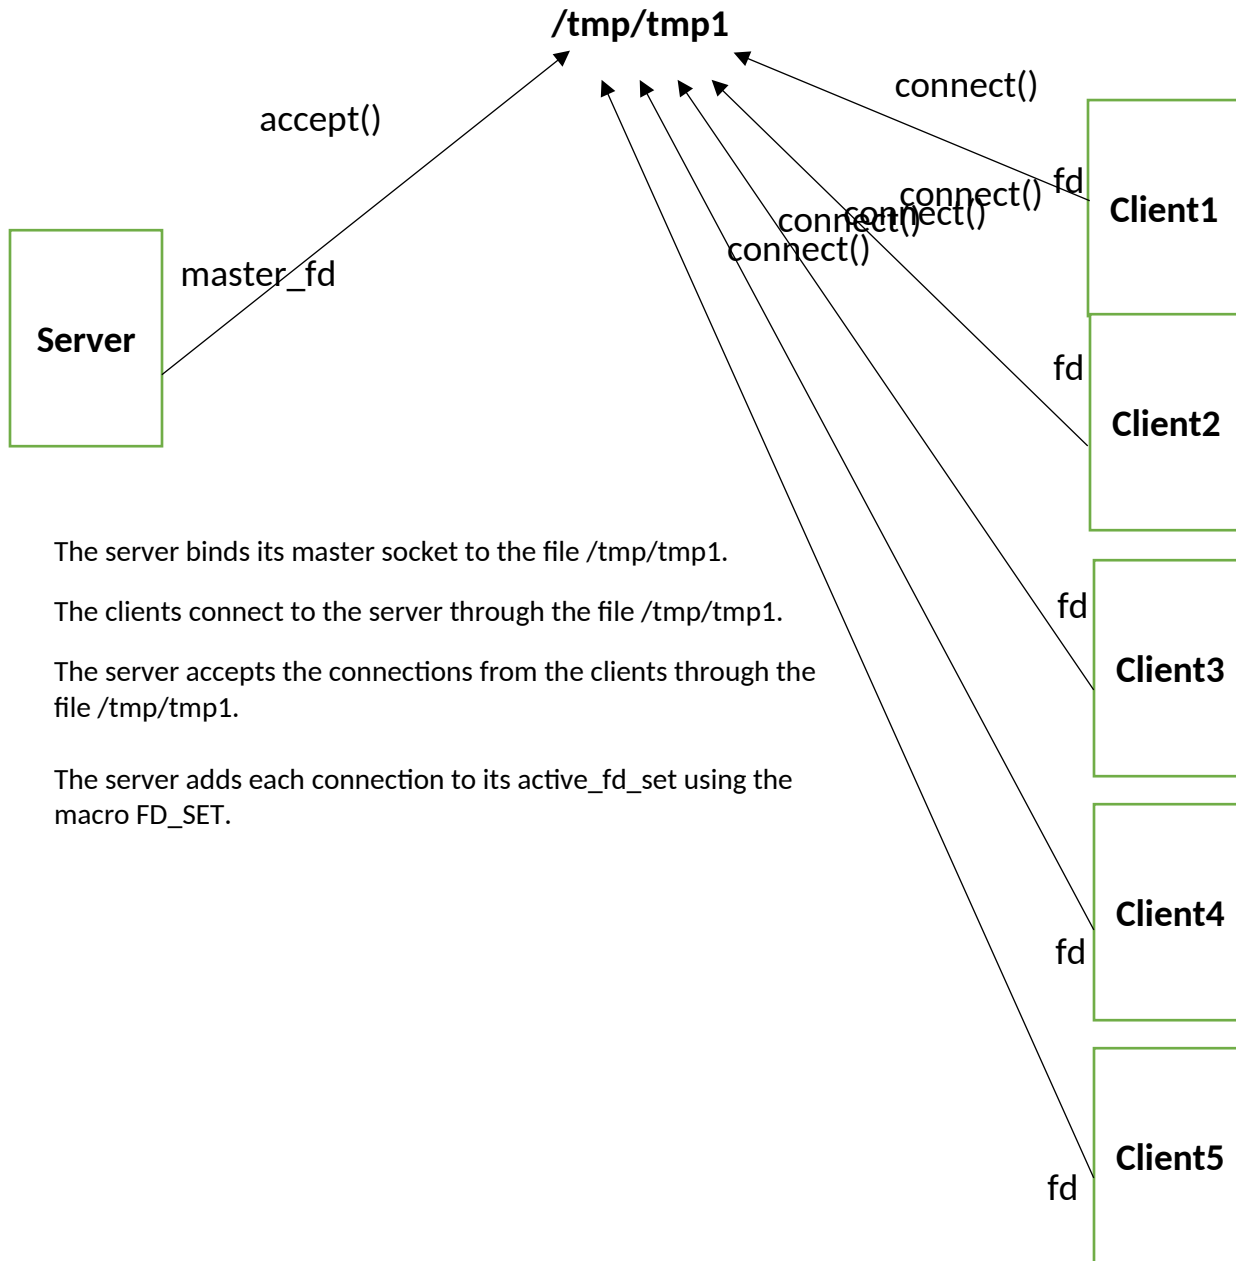 /tmp/tmp1
connect()
accept()
fd
connect()
Client1
connect()
connect()
connect()
master_fd
Server
fd
Client2
The server binds its master socket to the file /tmp/tmp1.
The clients connect to the server through the file /tmp/tmp1.
fd
The server accepts the connections from the clients through the
file /tmp/tmp1.
Client3
The server adds each connection to its active_fd_set using the
macro FD_SET.
Client4
fd
Client5
fd